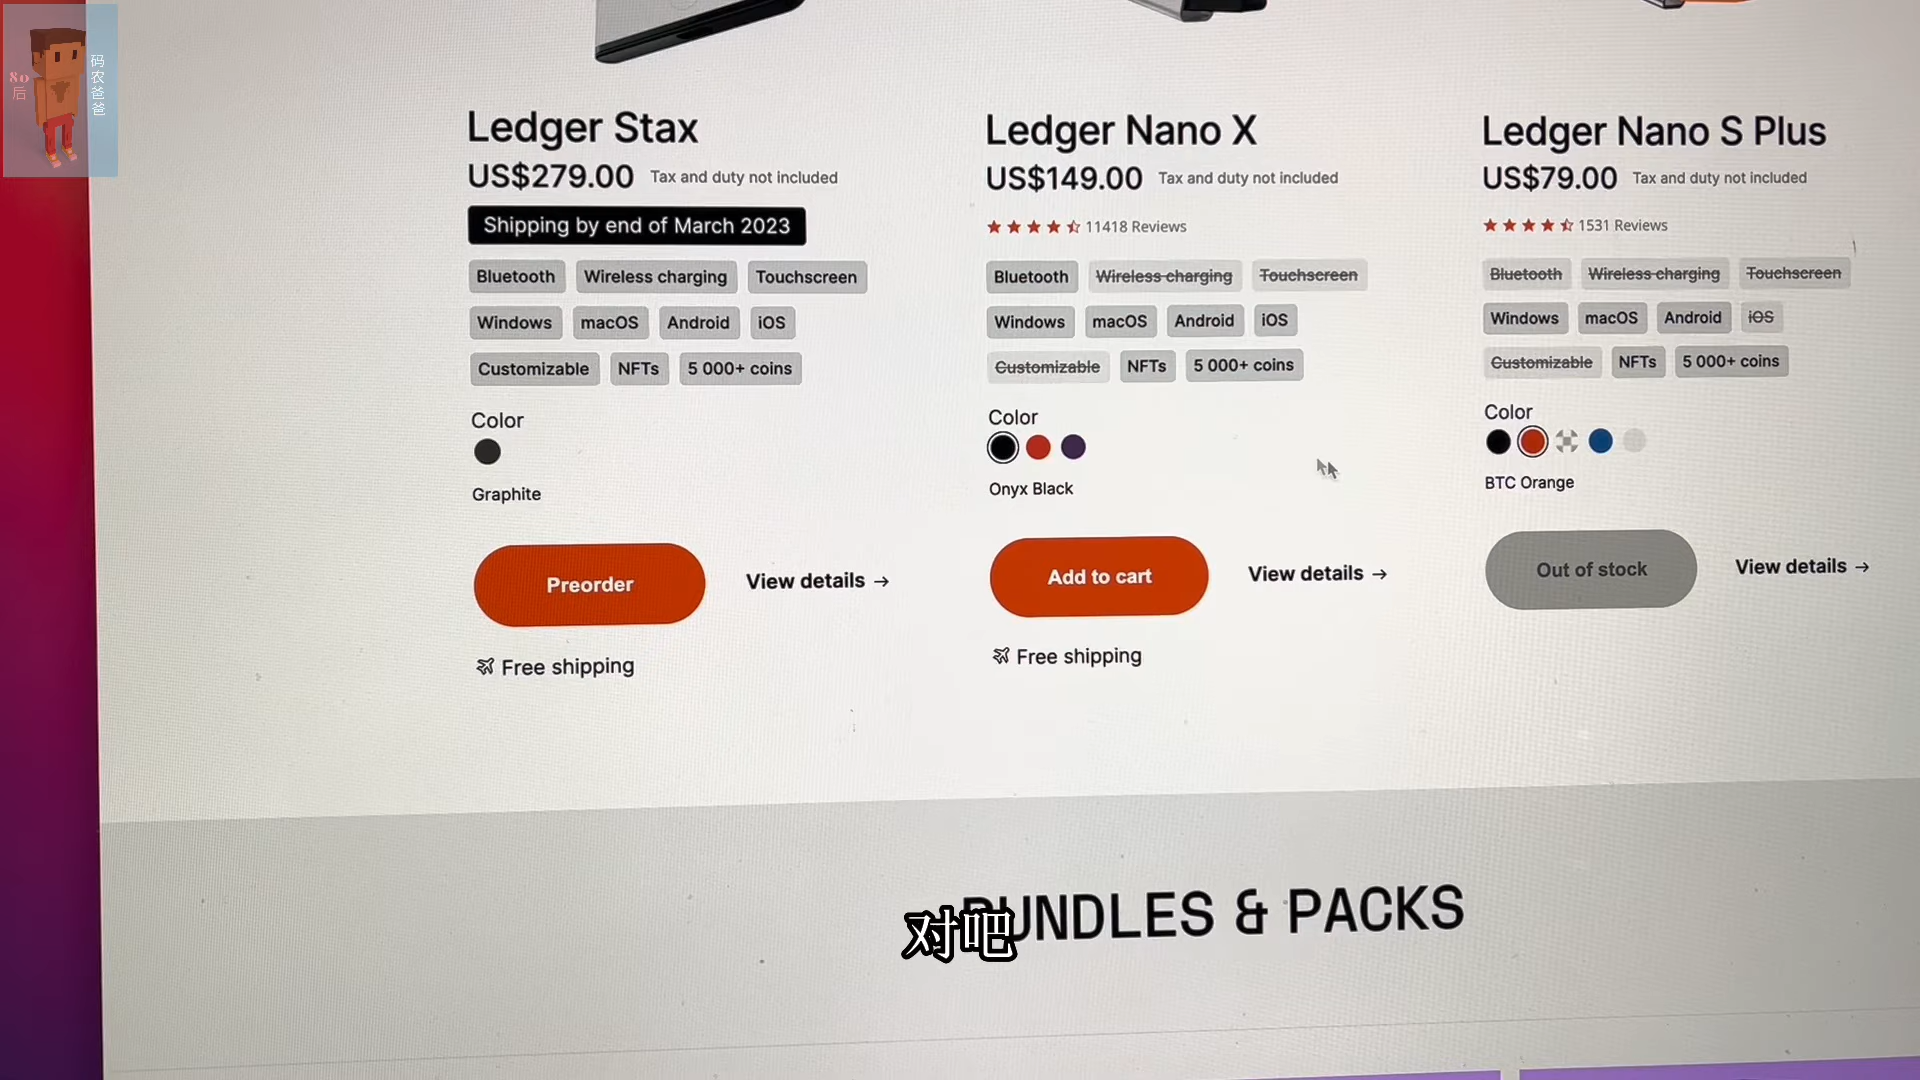 80
后
码农爸爸
Ledger Stax
US$279.00 Tax and duty not included
Shipping by end of March 2023
Bluetooth Wireless charging Touchscreen
Windows macOS Android iOS
Customizable NFTs 5 000+ coins
Color
Graphite
Preorder View details →
Free shipping
Ledger Nano X
US$149.00 Tax and duty not included
11418 Reviews
Bluetooth Wireless charging Touchscreen
Windows macOS Android iOS
Customizable NFTs 5 000+ coins
Color
Onyx Black
Add to cart View details →
Free shipping
Ledger Nano S Plus
US$79.00 Tax and duty not included
1531 Reviews
Bluetooth Wireless charging Touchscreen
Windows macOS Android iOS
Customizable NFTs 5 000+ coins
Color
BTC Orange
Out of stock View details →
BUNDLES & PACKS
对吧